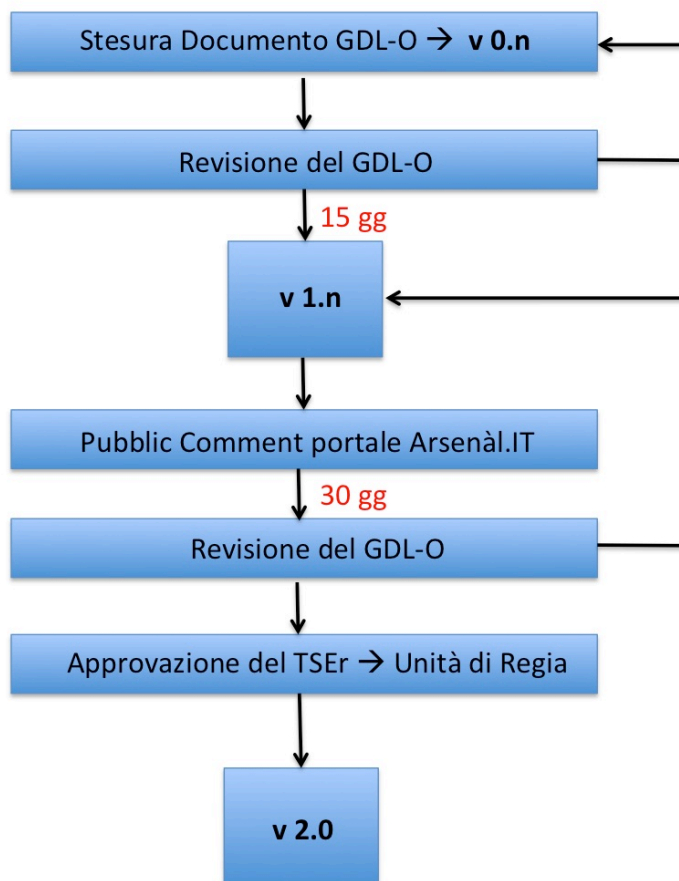 Stesura Documento GDL-O → v 0.n
Revisione del GDL-O
15 gg
v 1.n
Pubblic Comment portale Arsenàl.IT
30 gg
Revisione del GDL-O
Approvazione del TSEr → Unità di Regia
v 2.0